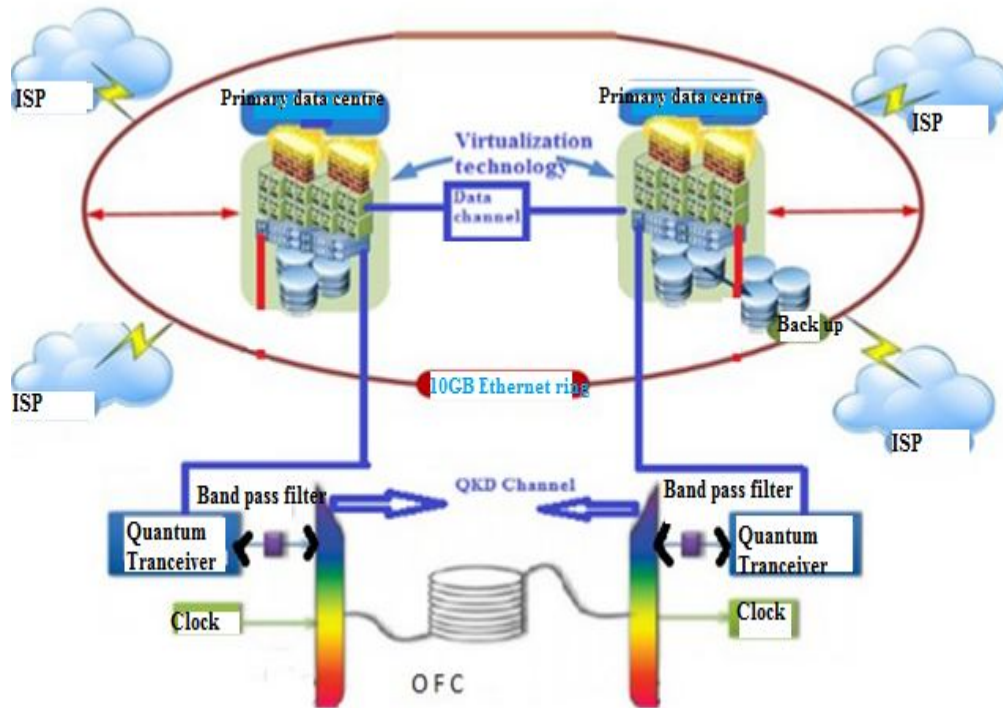 ISP
ISP
Primary data centre
Primary data centre
Virtualization
technology
Data
channel
Back up
ISP
ISP
10GB Ethernet ring
QKD Channel
Band pass filter
Band pass filter
Quantum
Tranceiver
Quantum
Tranceiver
Clock
Clock
OFC